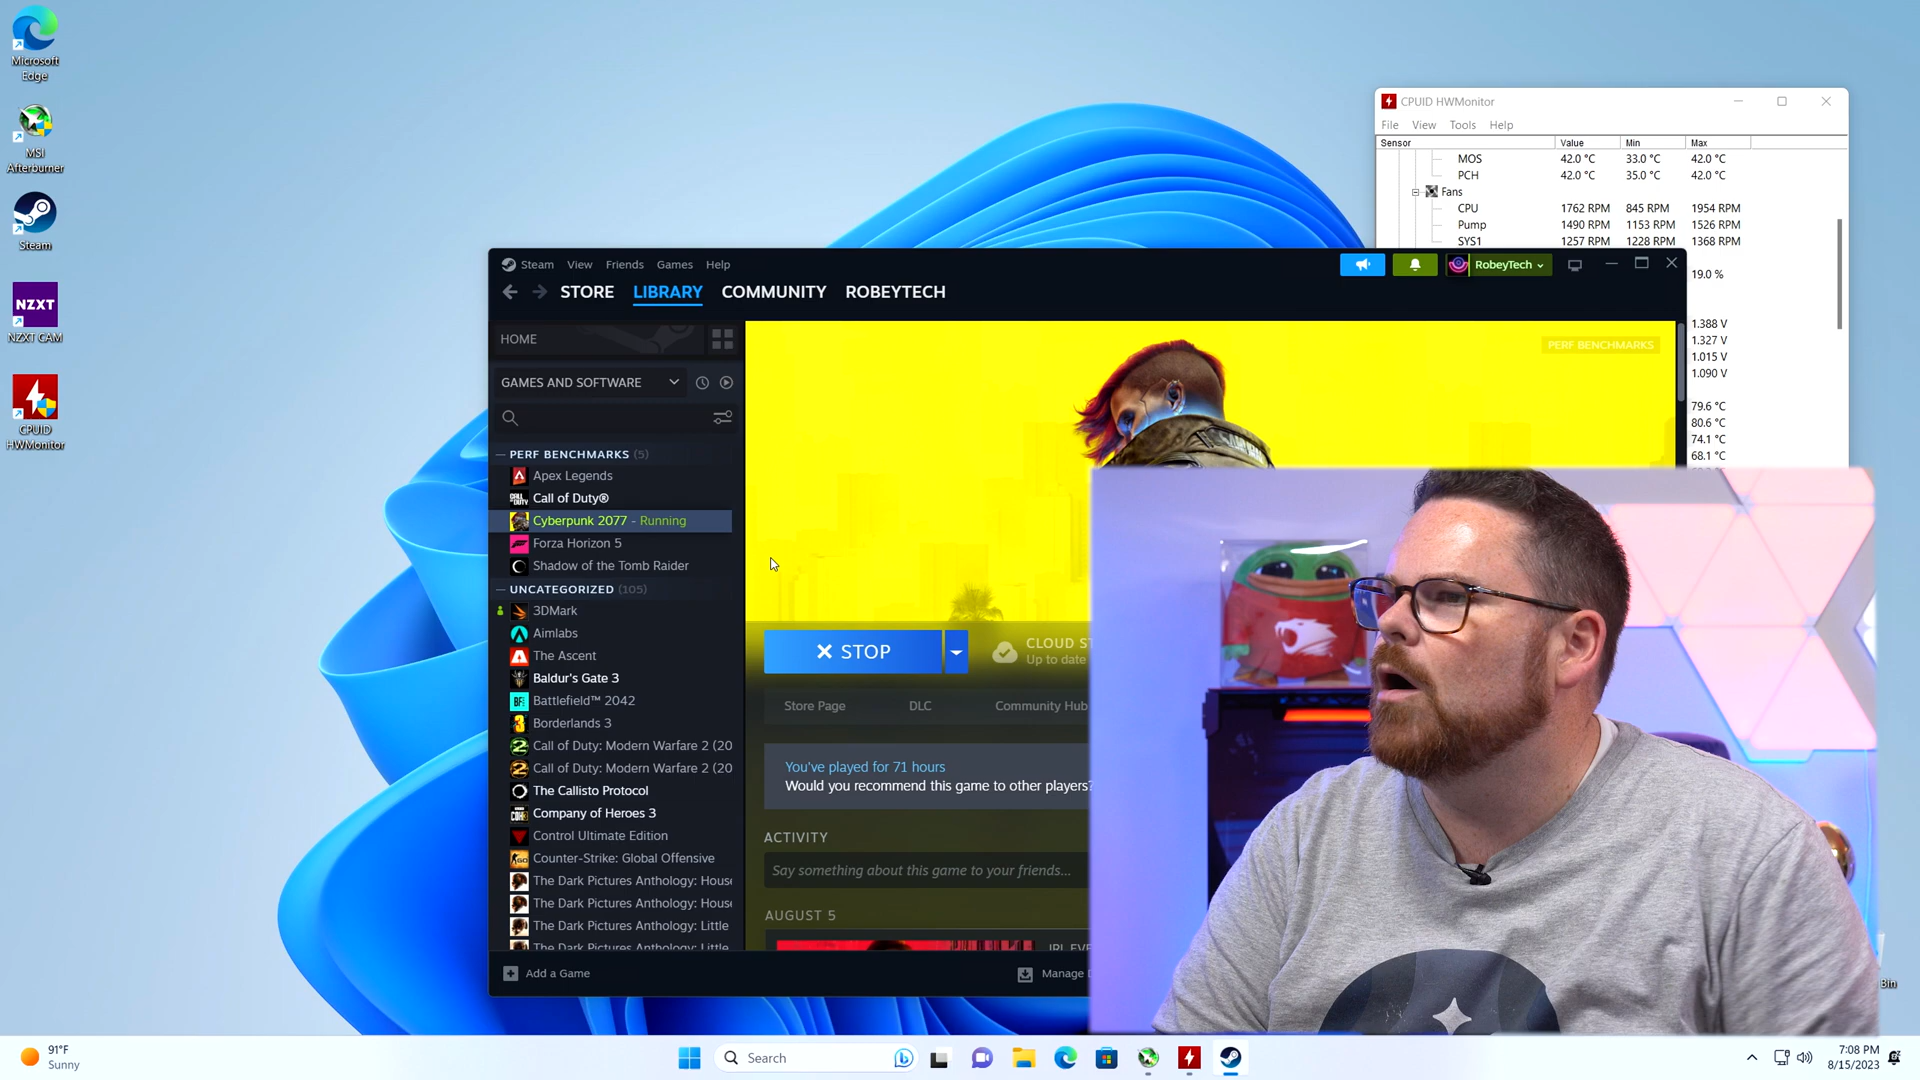 Microsoft
Edge
MSI
Afterburner
Steam
NZXT
NZXT CAM
CPUID
HWMonitor
CPUID HWMonitor
File View Tools Help
Sensor Value Min Max
MOS 42.0 °C 33.0 °C 42.0 °C
PCH 42.0 °C 35.0 °C 42.0 °C
Fans
CPU 1762 RPM 845 RPM 1954 RPM
Pump 1490 RPM 1153 RPM 1526 RPM
SYS1 1257 RPM 1228 RPM 1368 RPM
19.0 %
1.388 V
1.327 V
1.015 V
1.090 V
79.6 °C
80.6 °C
74.1 °C
68.1 °C
Steam View Friends Games Help
RobeyTech
STORE LIBRARY COMMUNITY ROBEYTECH
HOME
GAMES AND SOFTWARE
PERF BENCHMARKS (5)
Apex Legends
Call of Duty®
Cyberpunk 2077 - Running
Forza Horizon 5
Shadow of the Tomb Raider
UNCATEGORIZED (105)
3DMark
Aimlabs
The Ascent
Baldur's Gate 3
Battlefield™ 2042
Borderlands 3
Call of Duty: Modern Warfare 2 (20
Call of Duty: Modern Warfare 2 (20
The Callisto Protocol
Company of Heroes 3
Control Ultimate Edition
Counter-Strike: Global Offensive
The Dark Pictures Anthology: House
The Dark Pictures Anthology: House
The Dark Pictures Anthology: Little
The Dark Pictures Anthology: Little
Add a Game
PERF BENCHMARKS
STOP
CLOUD ST
Up to date
Store Page DLC Community Hub
You've played for 71 hours
Would you recommend this game to other players?
ACTIVITY
Say something about this game to your friends...
AUGUST 5
Manage
Bin
91°F
Sunny
Search
7:08 PM
8/15/2023